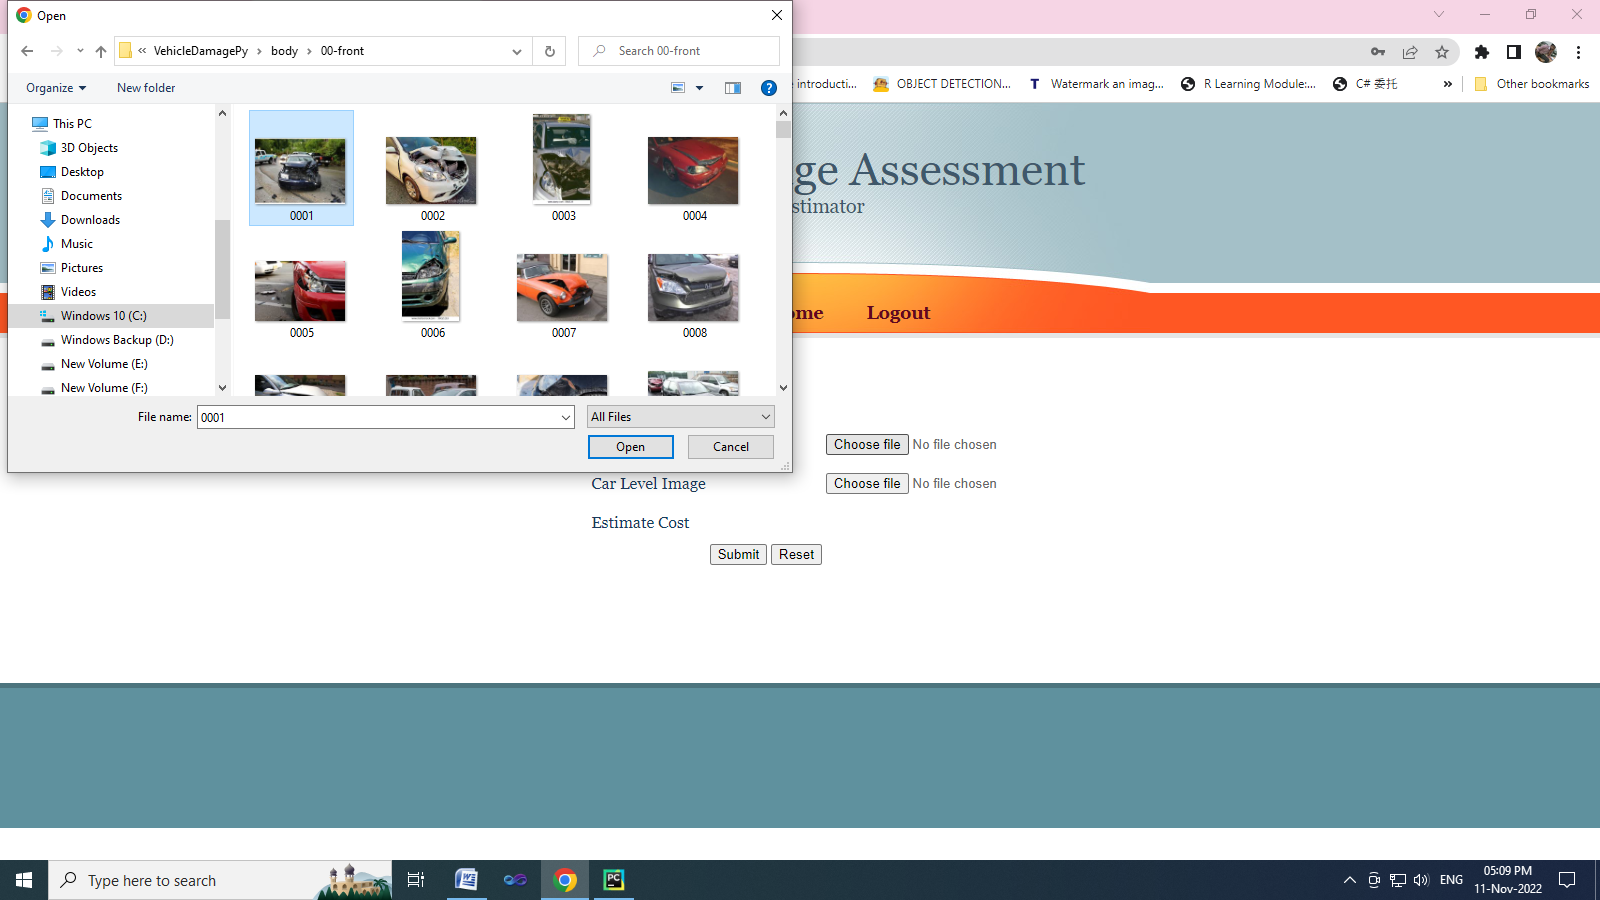 Open
« VehicleDamagePy › body › 00-front
Search 00-front
Organize
New folder
This PC
3D Objects
Desktop
Documents
Downloads
Music
Pictures
Videos
Windows 10 (C:)
Windows Backup (D:)
New Volume (E:)
New Volume (F:)
0001
0002
0003
0004
0005
0006
0007
0008
File name:
0001
All Files
Open
Cancel
introducti...
OBJECT DETECTION...
T
Watermark an imag...
R Learning Module:...
C# 委托
»
Other bookmarks
ge Assessment
stimator
ome
Logout
Choose file No file chosen
Car Level Image
Choose file No file chosen
Estimate Cost
Submit
Reset
Type here to search
PC
ENG
05:09 PM
11-Nov-2022